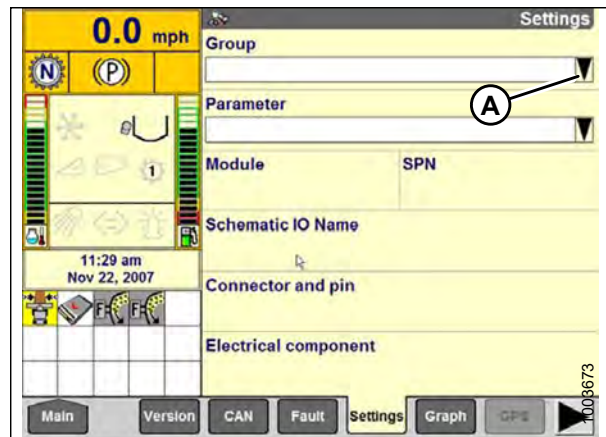 0.0 mph
N (P)
1
11:29 am
Nov 22, 2007
F F
Settings
Group
A
Parameter
Module SPN
Schematic IO Name
Connector and pin
Electrical component
Main Version CAN Fault Settings Graph GPS
1003673